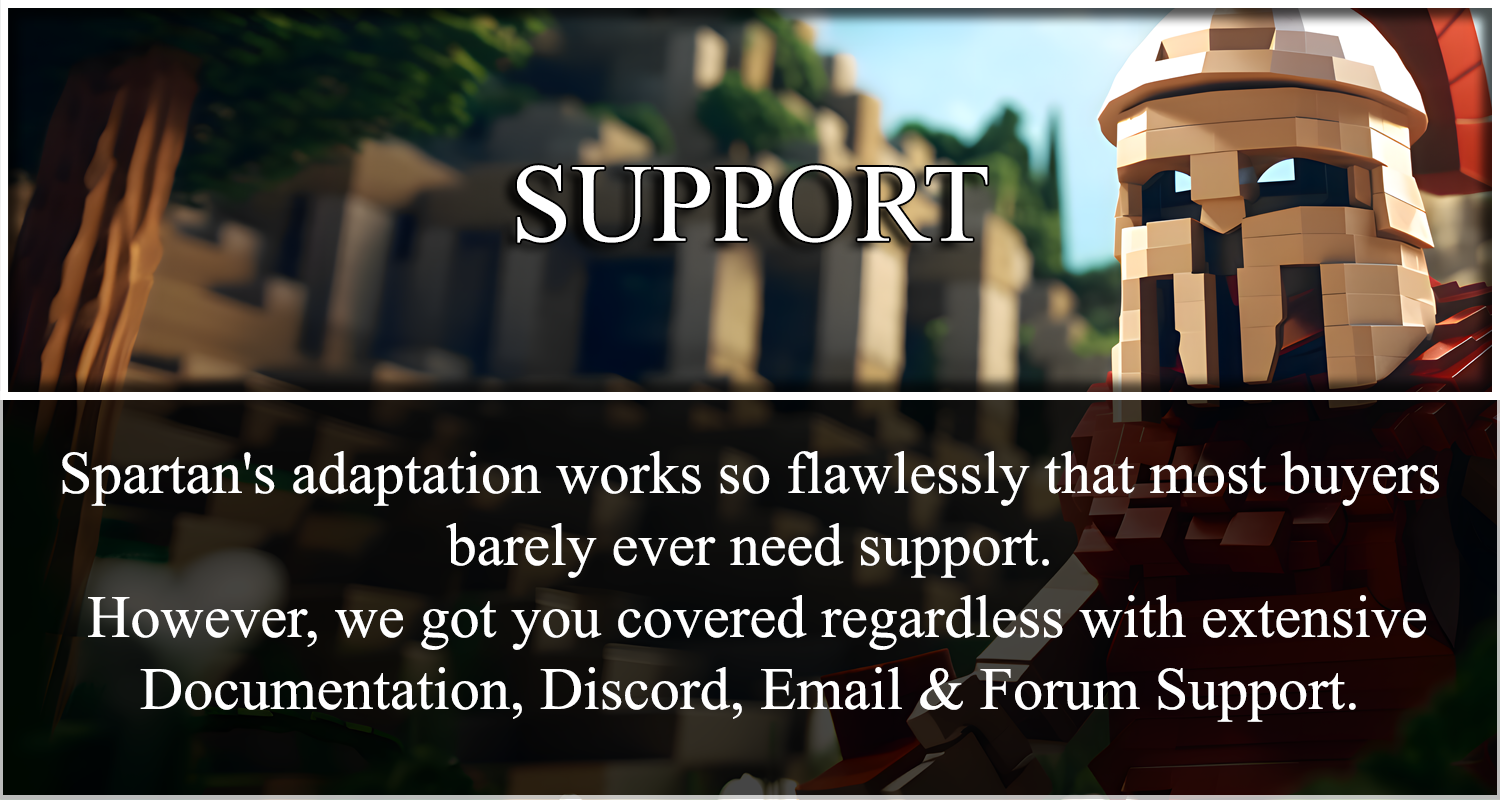 SUPPORT
Spartan's adaptation works so flawlessly that most buyers
barely ever need support.
However, we got you covered regardless with extensive
Documentation, Discord, Email & Forum Support.